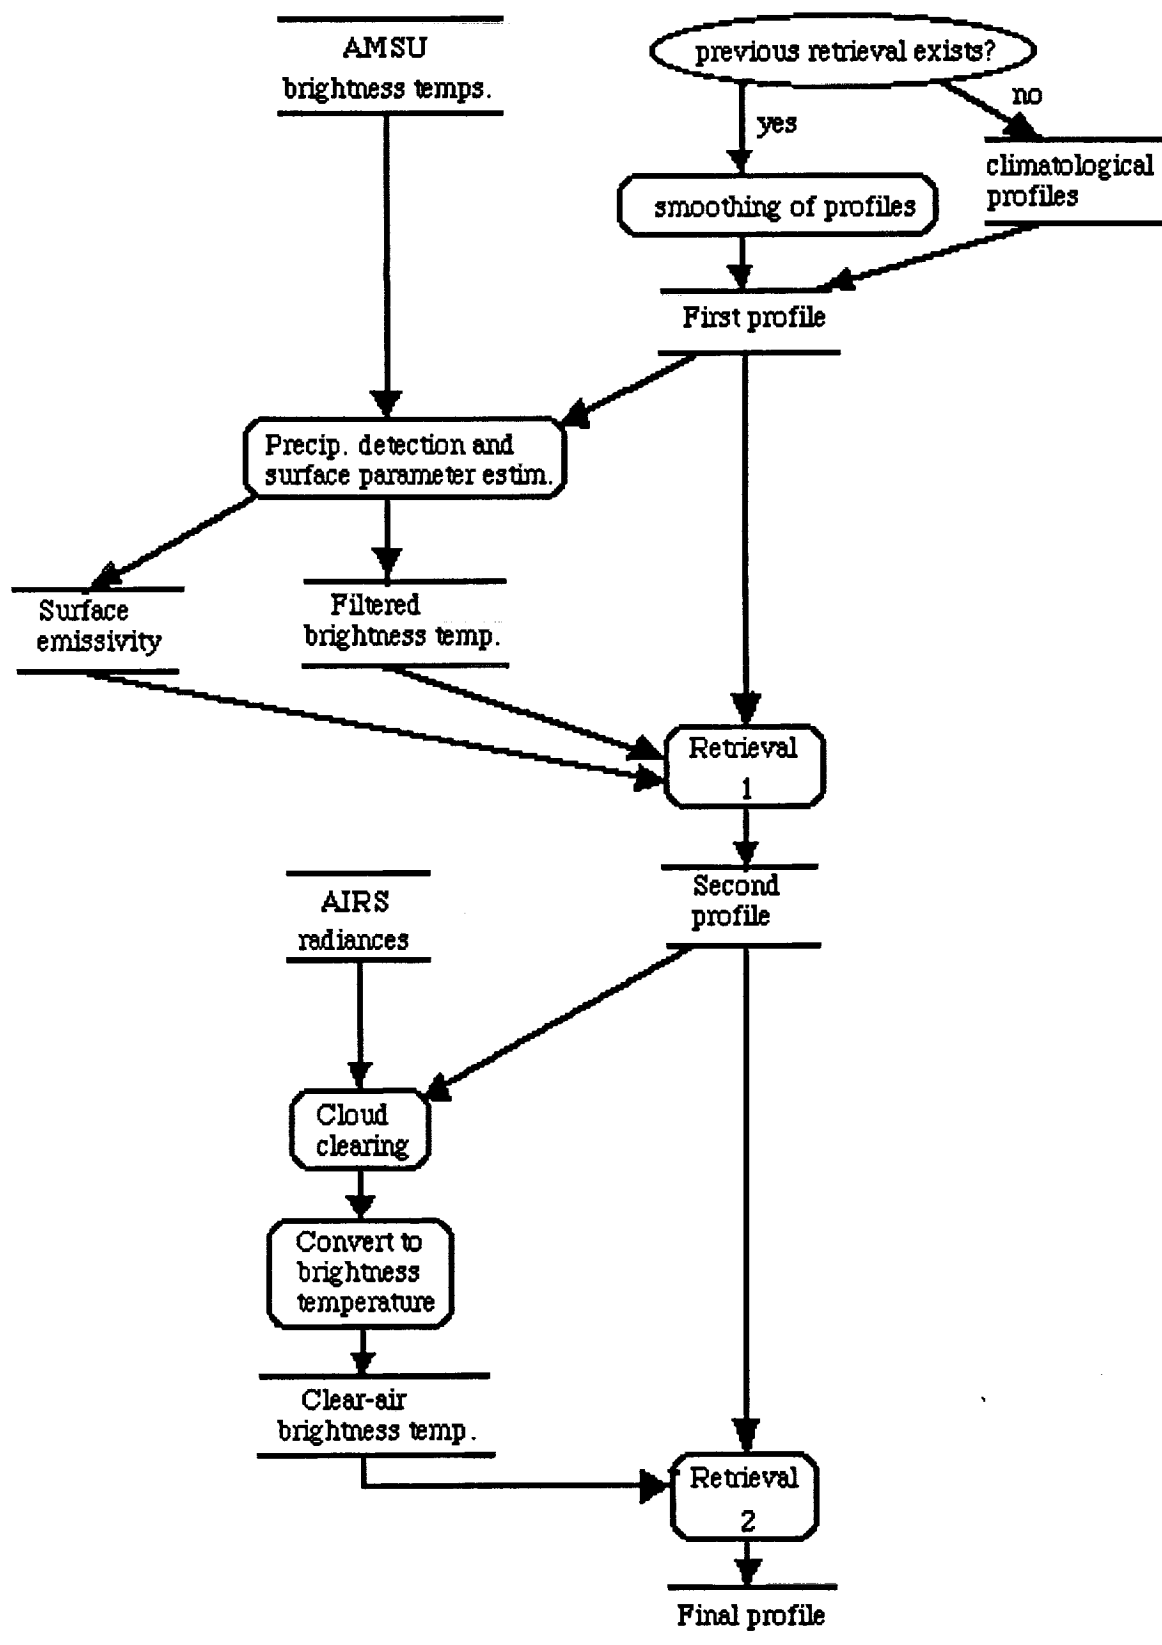 AMSU
brightness temps.
previous retrieval exists?
yes
no
climatological
profiles
smoothing of profiles
First profile
Precip. detection and
surface parameter estim.
Surface
emissivity
Filtered
brightness temp.
Retrieval
1
Second
profile
AIRS
radiances
Cloud
clearing
Convert to
brightness
temperature
Clear-air
brightness temp.
Retrieval
2
Final profile